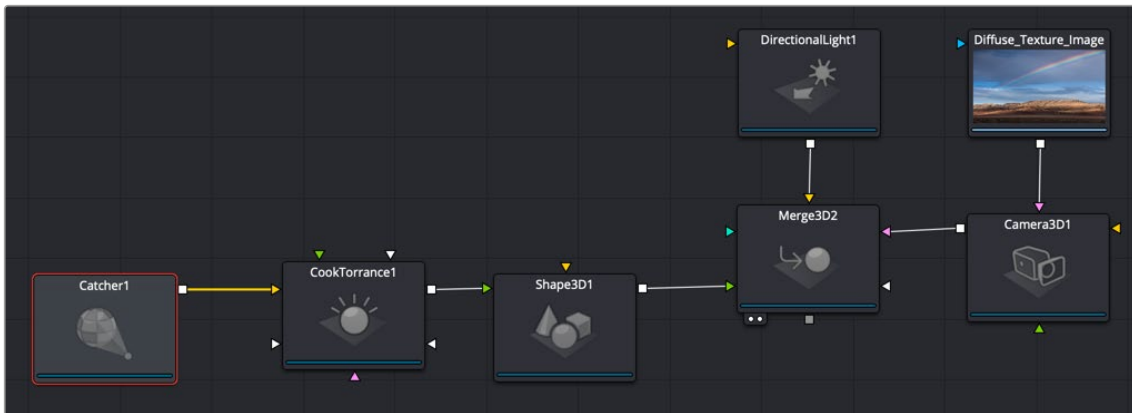 DirectionalLight1
Diffuse_Texture_Image
Merge3D2
Camera3D1
CookTorrance1
Catcher1
Shape3D1